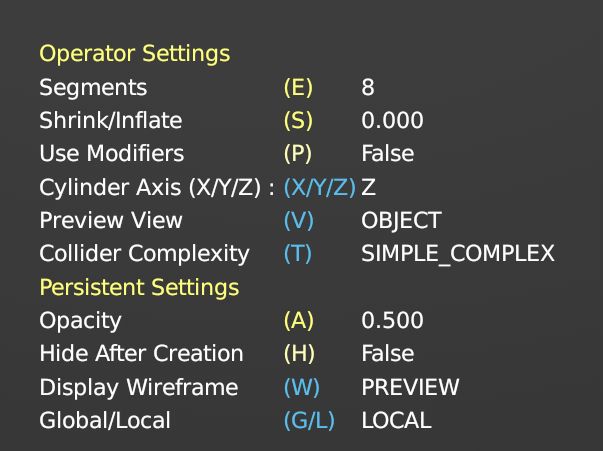 Operator Settings
Segments (E) 8
Shrink/Inflate (S) 0.000
Use Modifiers (P) False
Cylinder Axis (X/Y/Z) : (X/Y/Z) Z
Preview View (V) OBJECT
Collider Complexity (T) SIMPLE_COMPLEX
Persistent Settings
Opacity (A) 0.500
Hide After Creation (H) False
Display Wireframe (W) PREVIEW
Global/Local (G/L) LOCAL